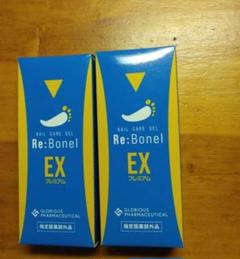 NAIL CARE GEL
Re:Bonel
EX
プレミアム
GLORIOUS
PHARMACEUTICAL
指定医薬部外品
NAIL CARE GEL
Re:Bonel
EX
プレミアム
GLORIOUS
PHARMACEUTICAL
指定医薬部外品